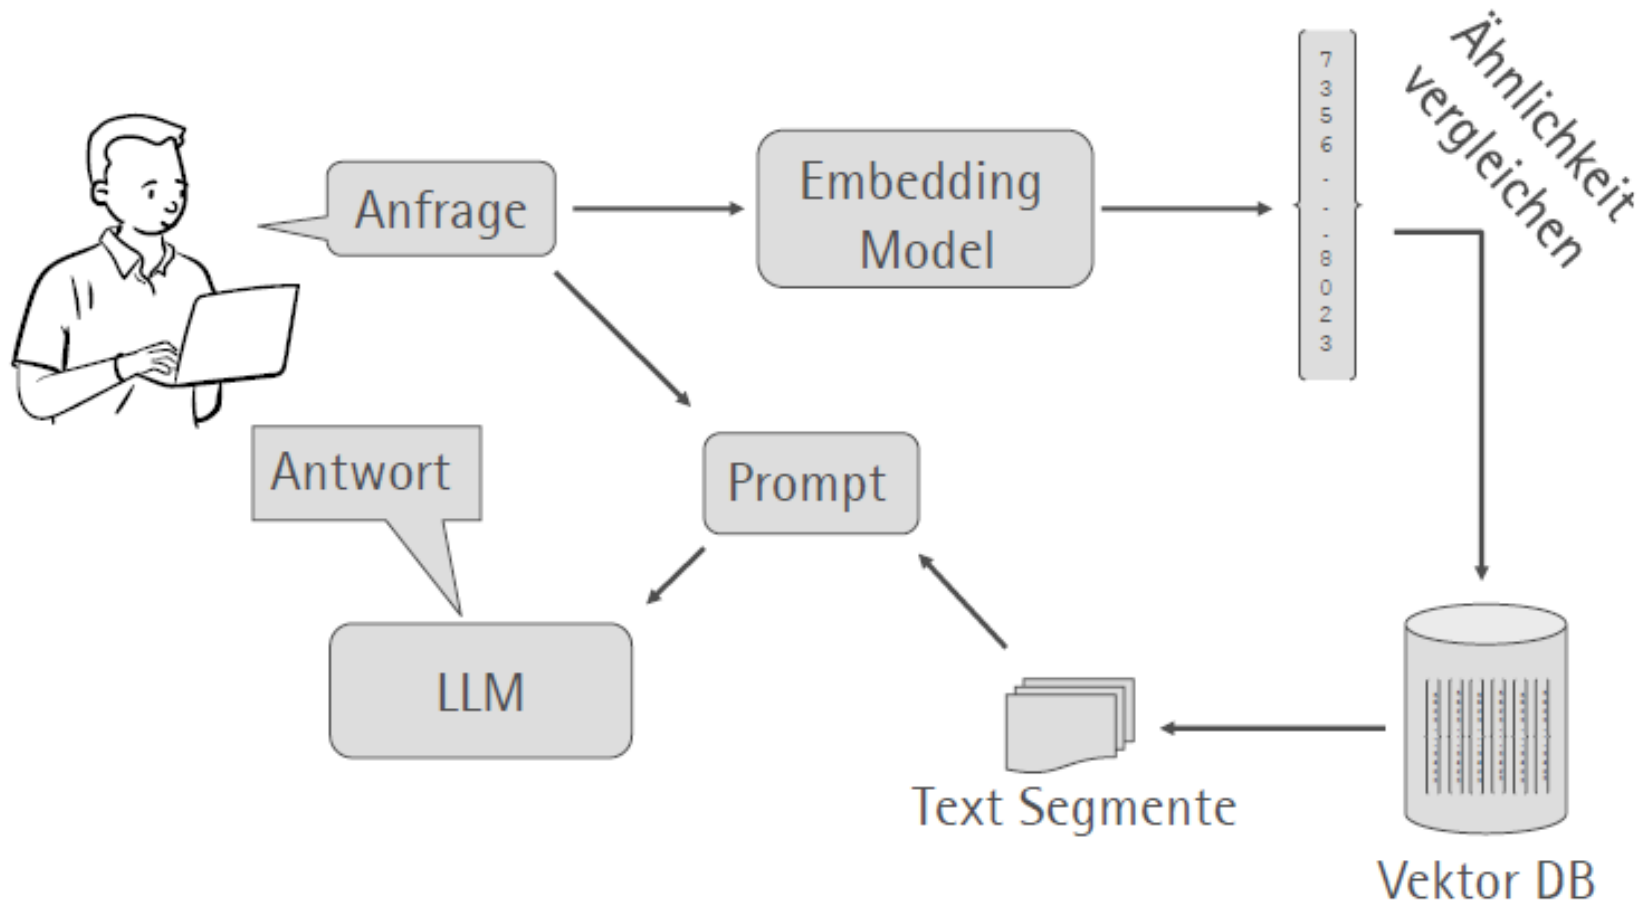 Anfrage
Embedding
Model
7
3
5
6
-
-
-
8
0
2
3
Ähnlichkeit
vergleichen
Antwort
Prompt
LLM
Text Segmente
Vektor DB